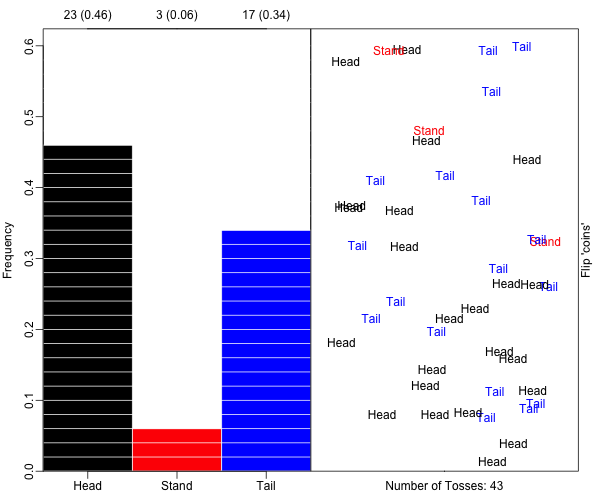 23 (0.46) 3 (0.06) 17 (0.34)
0.6
0.5
0.4
0.3
0.2
0.1
0.0
Frequency
Head Stand Tail
Stand Head Tail Tail
Head
Tail
Stand
Head
Head
Tail Tail
Tail
Head
Head
Head
Tail Stand
Tail Head
Tail
Head Head Tail
Tail
Head
Tail Head
Tail
Head
Head
Head
Head
Head
Tail Head
Tail
Tail
Head Head Head
Tail
Head
Head
Flip 'coins'
Number of Tosses: 43